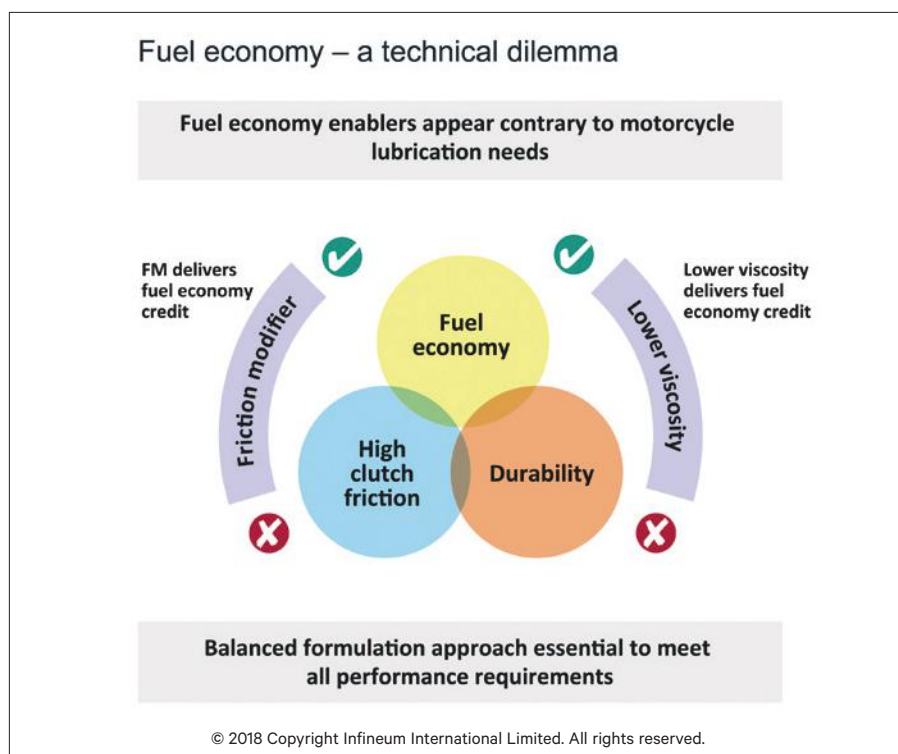 Fuel economy – a technical dilemma
Fuel economy enablers appear contrary to motorcycle
lubrication needs
FM delivers
fuel economy
credit
Friction modifier
Fuel
economy
High
clutch
friction
Durability
Lower viscosity
Lower viscosity
delivers fuel
economy credit
Balanced formulation approach essential to meet
all performance requirements
© 2018 Copyright Infineum International Limited. All rights reserved.